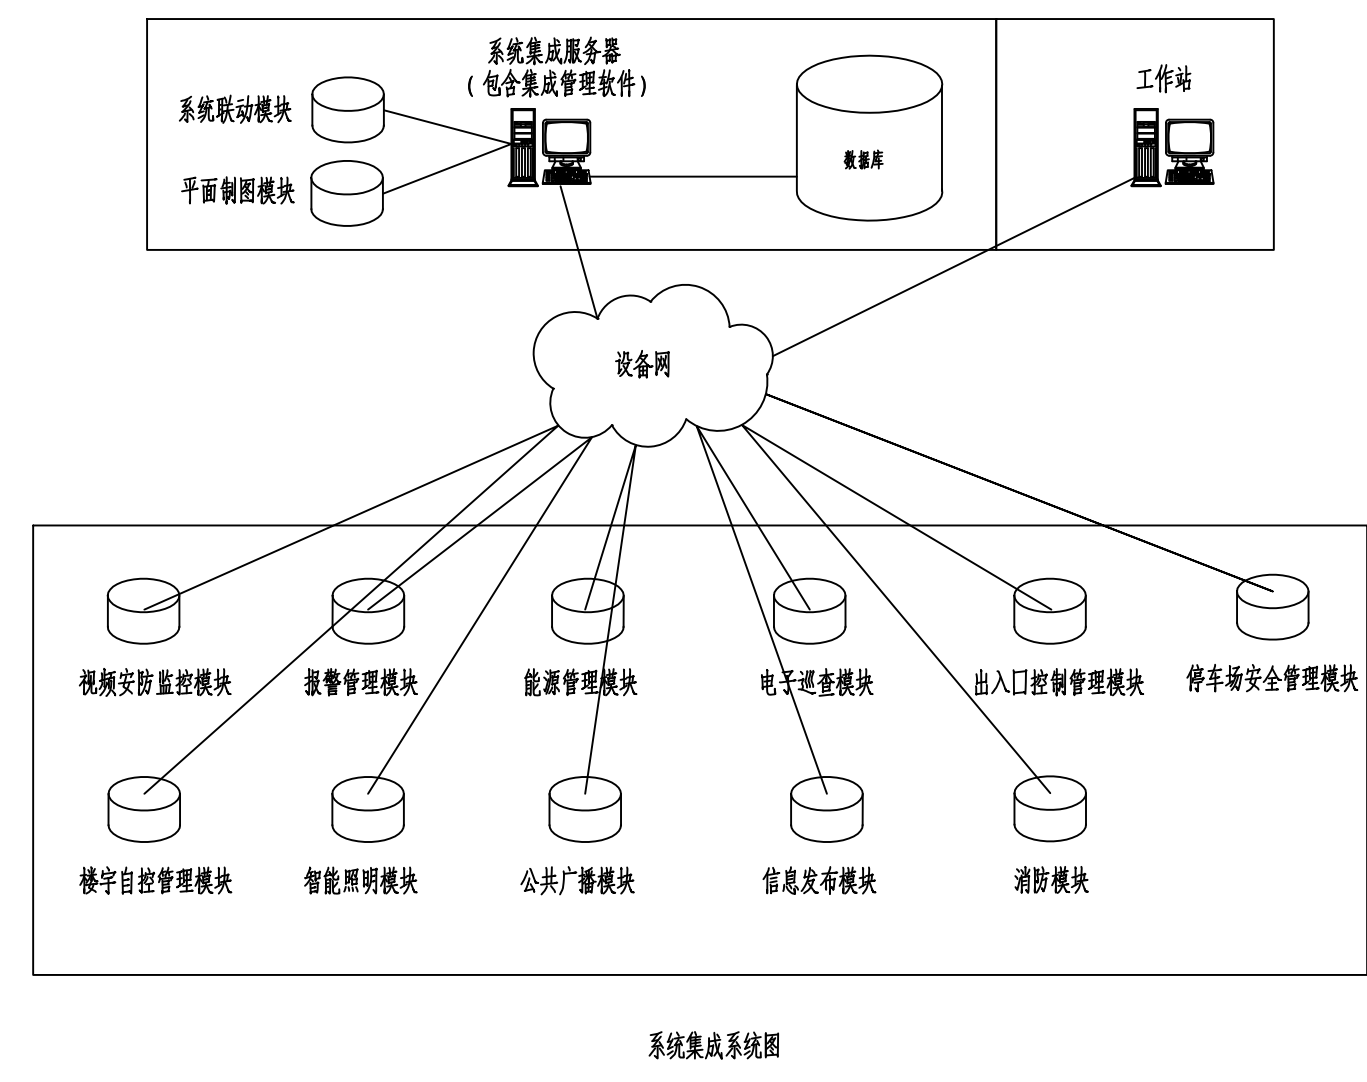 系统集成服务器
（包含集成管理软件）
工作站
系统联动模块
数据库
平面制图模块
设备网
视频安防监控模块
报警管理模块
能源管理模块
电子巡查模块
出入口控制管理模块
停车场安全管理模块
楼宇自控管理模块
智能照明模块
公共广播模块
信息发布模块
消防模块
系统集成系统图